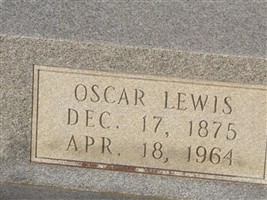 OSCAR LEWIS
DEC. 17, 1875
APR. 18, 1964